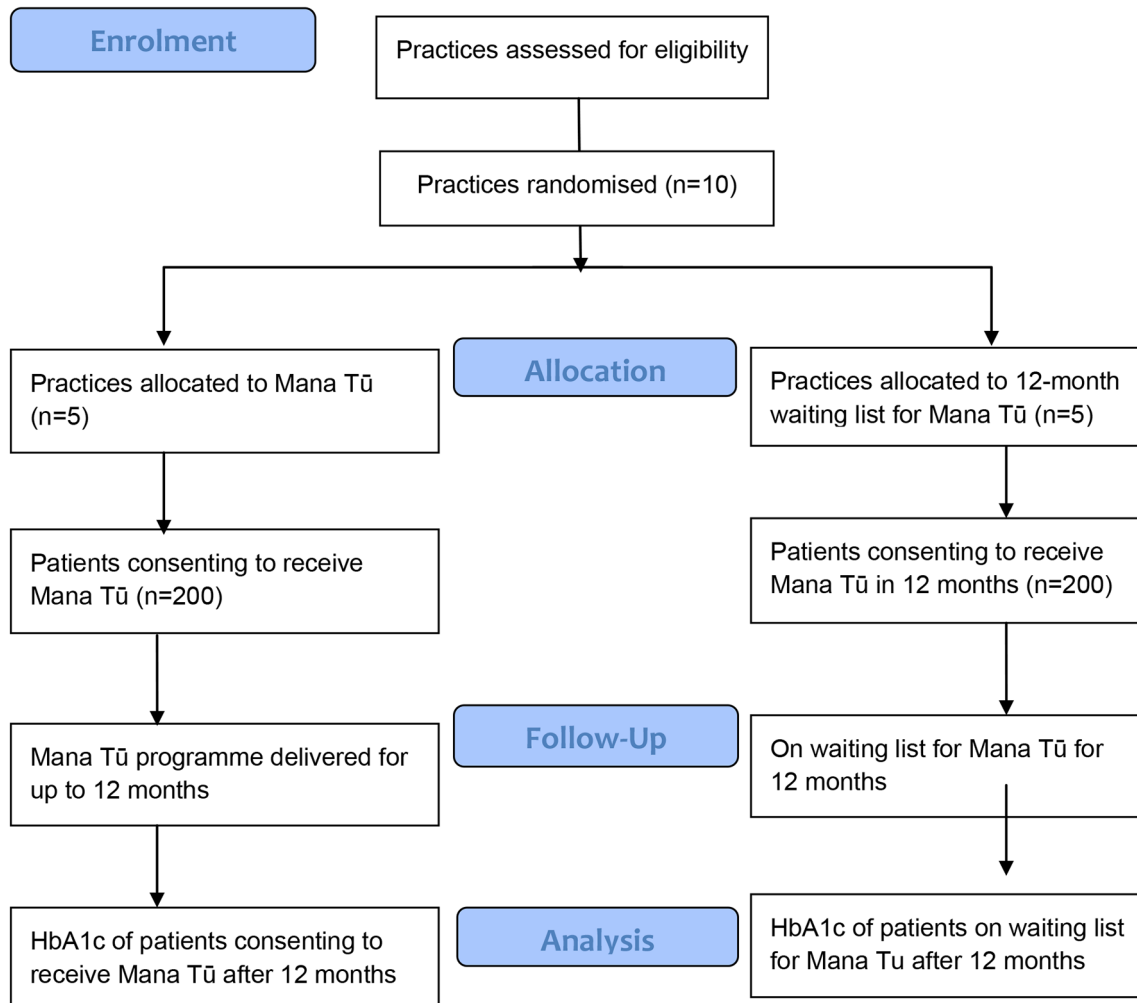 Enrolment
Practices assessed for eligibility
Practices randomised (n=10)
Allocation
Practices allocated to Mana Tū
(n=5)
Practices allocated to 12-month
waiting list for Mana Tū (n=5)
Patients consenting to receive
Mana Tū (n=200)
Patients consenting to receive
Mana Tū in 12 months (n=200)
Follow-Up
Mana Tū programme delivered for
up to 12 months
On waiting list for Mana Tū for
12 months
Analysis
HbA1c of patients consenting to
receive Mana Tū after 12 months
HbA1c of patients on waiting list
for Mana Tu after 12 months